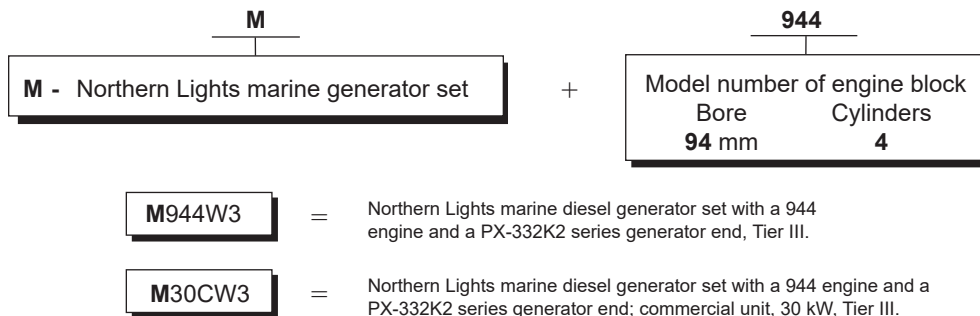 M
944
M - Northern Lights marine generator set
+
Model number of engine block
Bore Cylinders
94 mm 4
M944W3 = Northern Lights marine diesel generator set with a 944
engine and a PX-332K2 series generator end, Tier III.
M30CW3 = Northern Lights marine diesel generator set with a 944 engine and a
PX-332K2 series generator end; commercial unit, 30 kW, Tier III.